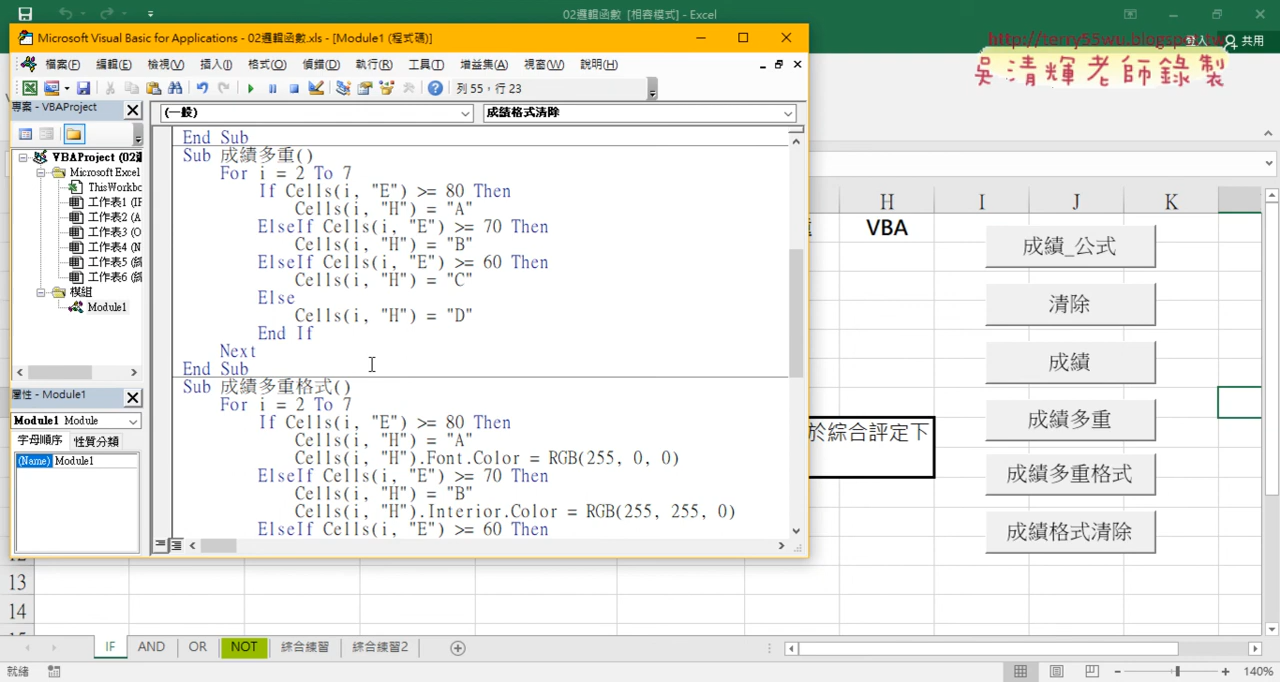 02邏輯函數 [相容模式] - Excel
http://terry55wu.blogspot.tw
登入
共用
吳清輝老師錄製
Microsoft Visual Basic for Applications - 02邏輯函數.xls - [Module1 (程式碼)]
檔案(F) 編輯(E) 檢視(V) 插入(I) 格式(O) 偵錯(D) 執行(R) 工具(T) 增益集(A) 視窗(W) 說明(H)
列 55，行 23
專案 - VBAProject
(一般)
成績格式清除
VBAProject (02邏
Microsoft Excel
ThisWorkbo
工作表1 (IF
工作表2 (A
工作表3 (O
工作表4 (N
工作表5 (綜
工作表6 (綜
模組
Module1
屬性 - Module1
Module1 Module
字母順序 性質分類
(Name) Module1
End Sub
Sub 成績多重()
For i = 2 To 7
If Cells(i, "E") >= 80 Then
Cells(i, "H") = "A"
ElseIf Cells(i, "E") >= 70 Then
Cells(i, "H") = "B"
ElseIf Cells(i, "E") >= 60 Then
Cells(i, "H") = "C"
Else
Cells(i, "H") = "D"
End If
Next
End Sub
Sub 成績多重格式()
For i = 2 To 7
If Cells(i, "E") >= 80 Then
Cells(i, "H") = "A"
Cells(i, "H").Font.Color = RGB(255, 0, 0)
ElseIf Cells(i, "E") >= 70 Then
Cells(i, "H") = "B"
Cells(i, "H").Interior.Color = RGB(255, 255, 0)
ElseIf Cells(i, "E") >= 60 Then
H I J K
VBA
於綜合評定下
成績_公式
清除
成績
成績多重
成績多重格式
成績格式清除
13
14
IF AND OR NOT 綜合練習 綜合練習2
就緒
140%